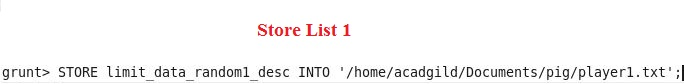 Store List 1
grunt> STORE limit_data_random1_desc INTO '/home/acadgild/Documents/pig/player1.txt';